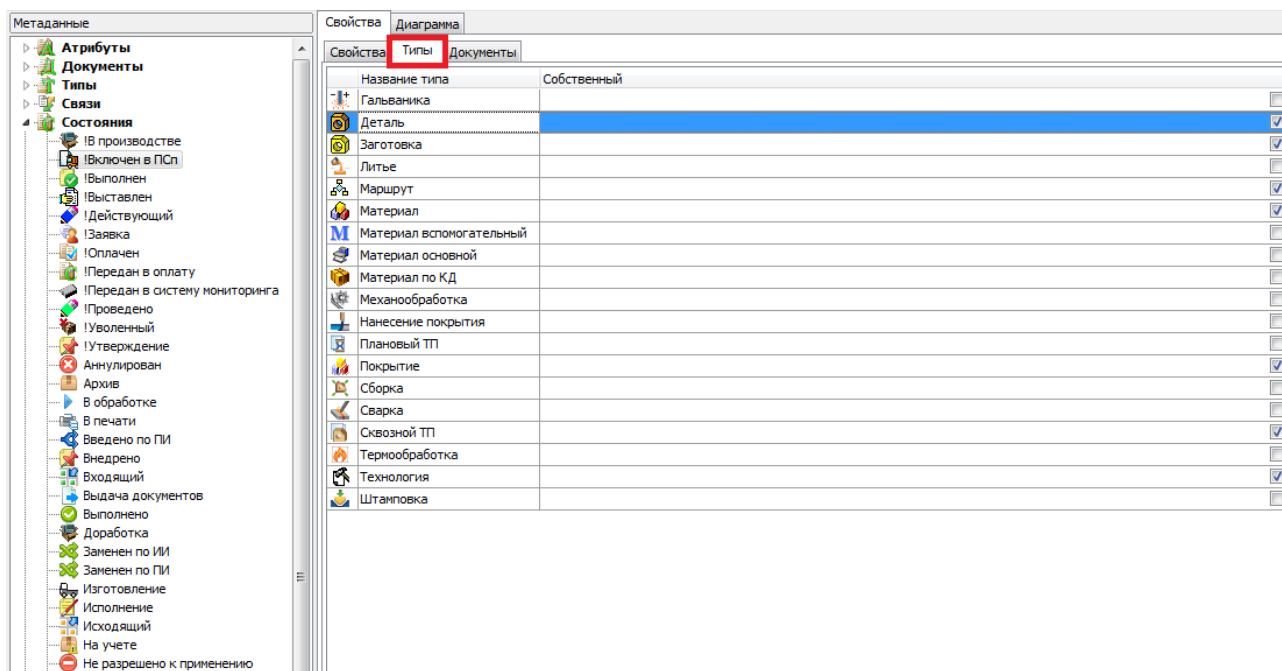 Метаданные
Атрибуты
Документы
Типы
Связи
Состояния
!В производстве
!Включен в ПСп
!Выполнен
!Выставлен
!Действующий
!Заявка
!Оплачен
!Передан в оплату
!Передан в систему мониторинга
!Проведено
!Уволенный
!Утверждение
Аннулирован
Архив
В обработке
В печати
Введено по ПИ
Внедрено
Входящий
Выдача документов
Выполнено
Доработка
Заменен по ИИ
Заменен по ПИ
Изготовление
Исполнение
Исходящий
На учете
Не разрешено к применению
Свойства Диаграмма
Свойства Типы Документы
Название типа Собственный
Гальваника
Деталь
Заготовка
Литье
Маршрут
Материал
Материал вспомогательный
Материал основной
Материал по КД
Механообработка
Нанесение покрытия
Плановый ТП
Покрытие
Сборка
Сварка
Сквозной ТП
Термообработка
Технология
Штамповка